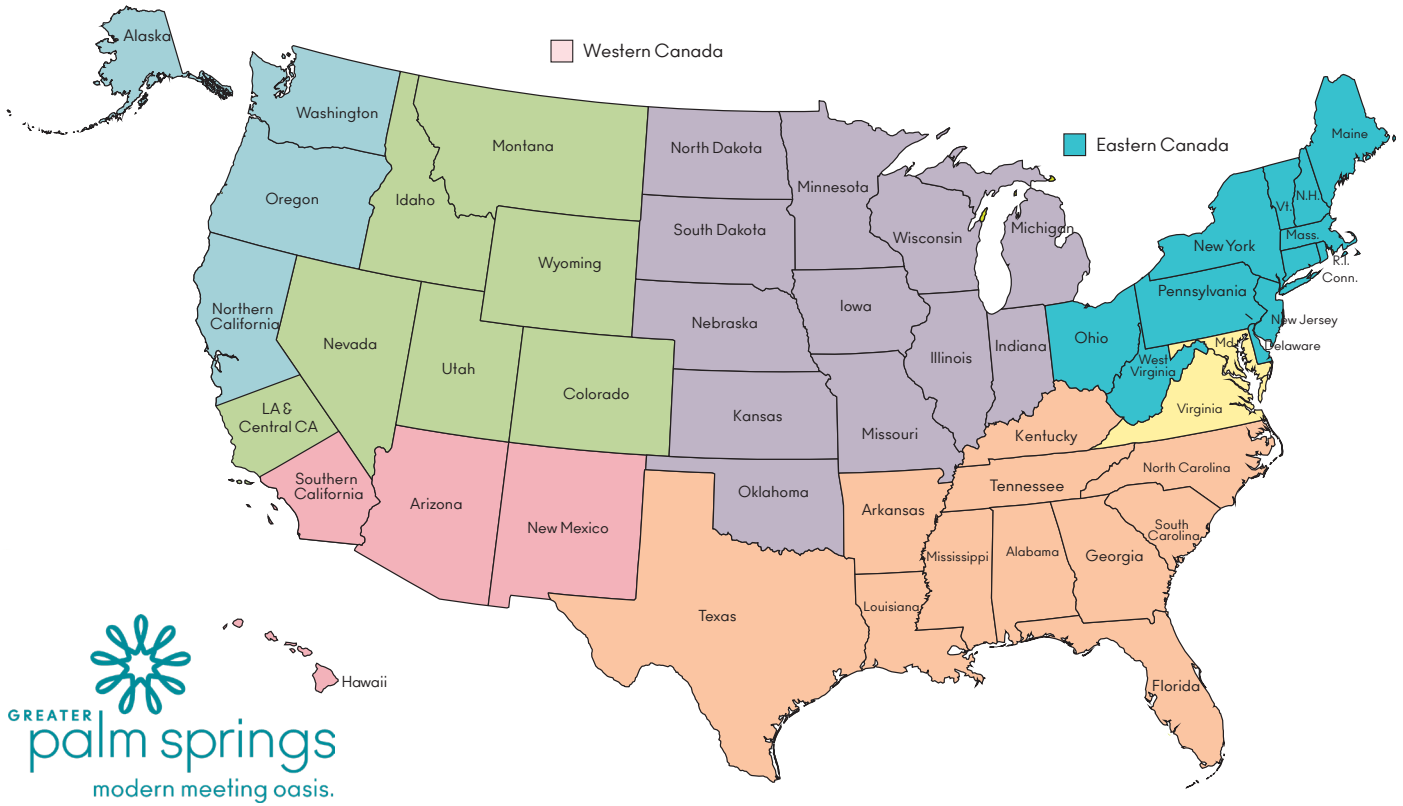 Alaska
Western Canada
Washington
Montana
North Dakota
Minnesota
Eastern Canada
Maine
Oregon
Idaho
South Dakota
Wisconsin
Michigan
Vt.
N.H.
New York
Mass.
R.I.
Conn.
Wyoming
Northern
California
Nevada
Utah
Colorado
Nebraska
Iowa
Illinois
Indiana
Ohio
Pennsylvania
New Jersey
Md.
Delaware
West
Virginia
Virginia
LA &
Central CA
Kansas
Missouri
Kentucky
Southern
California
Arizona
New Mexico
Oklahoma
Arkansas
Tennessee
North Carolina
South
Carolina
Mississippi
Alabama
Georgia
Texas
Louisiana
Florida
Hawaii
GREATER
palm springs
modern meeting oasis.